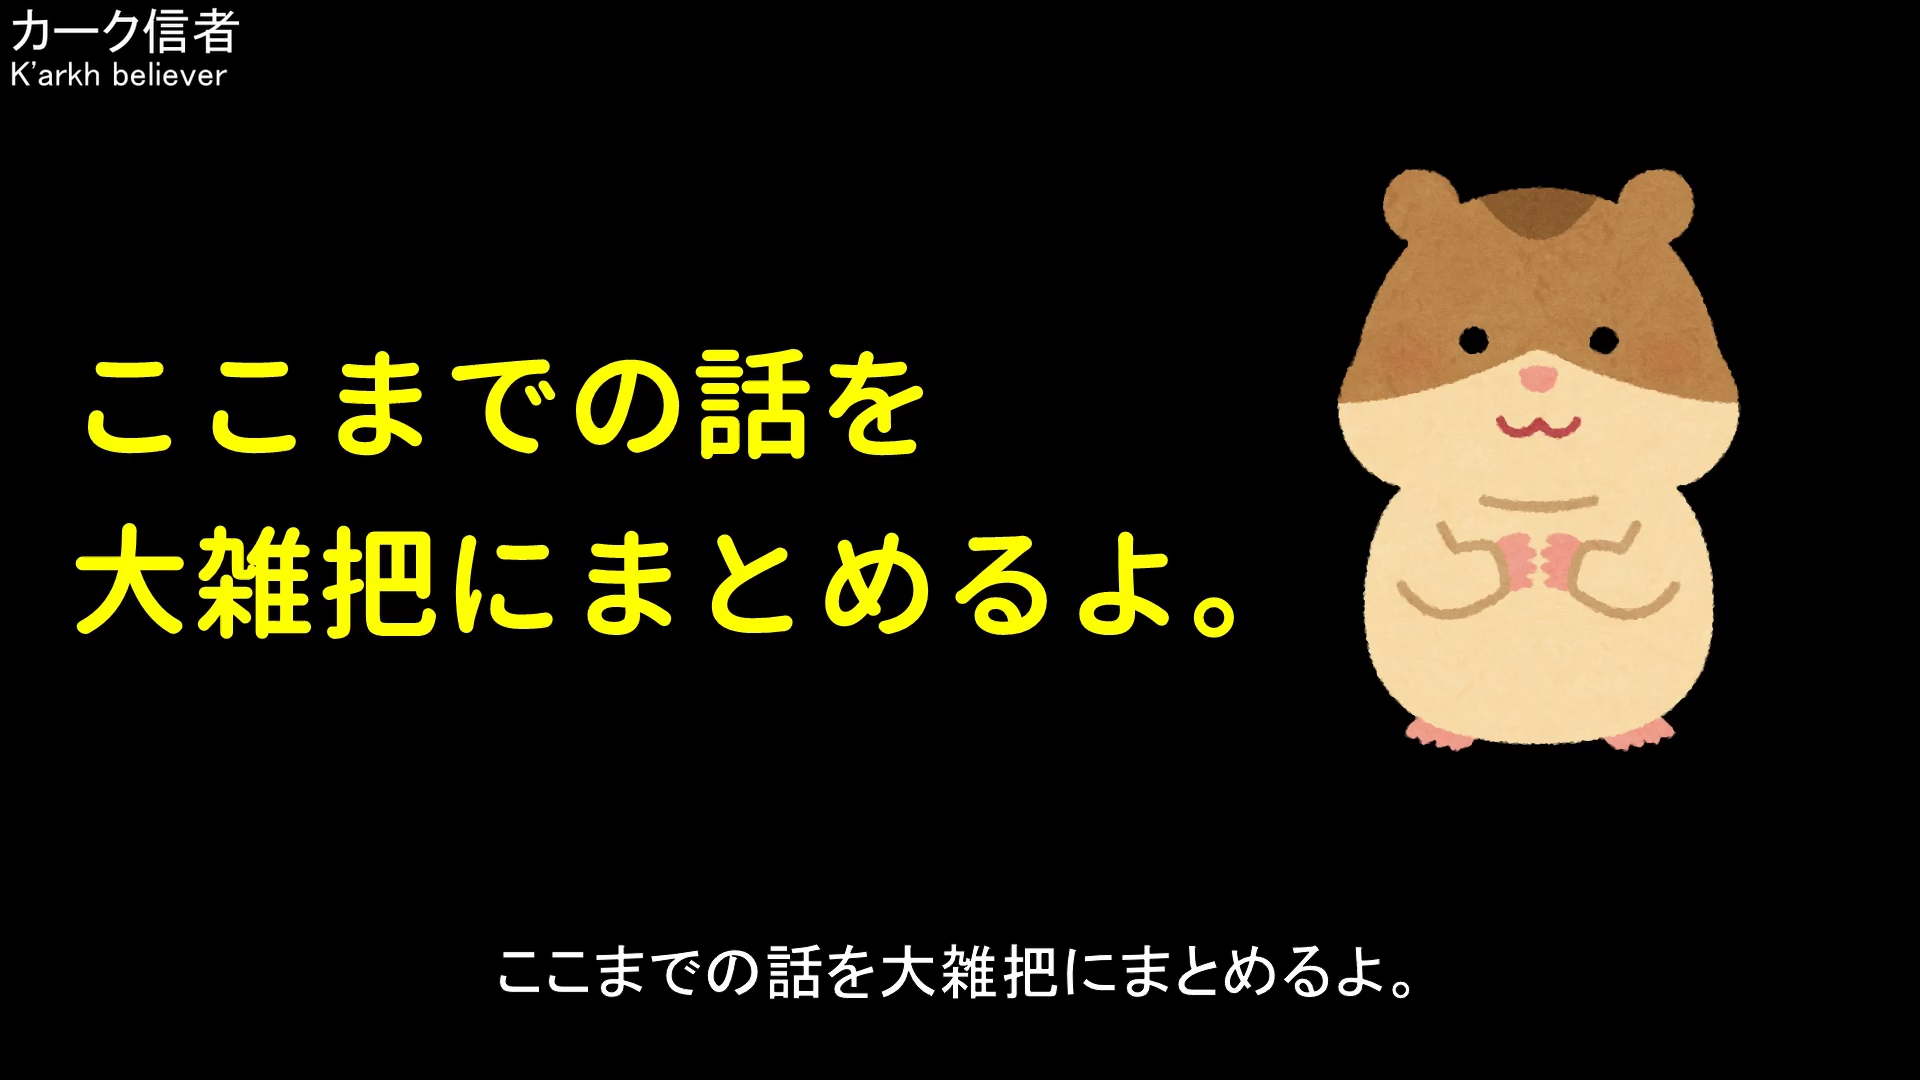 カーク信者
K'arkh believer
ここまでの話を
大雑把にまとめるよ。
ここまでの話を大雑把にまとめるよ。